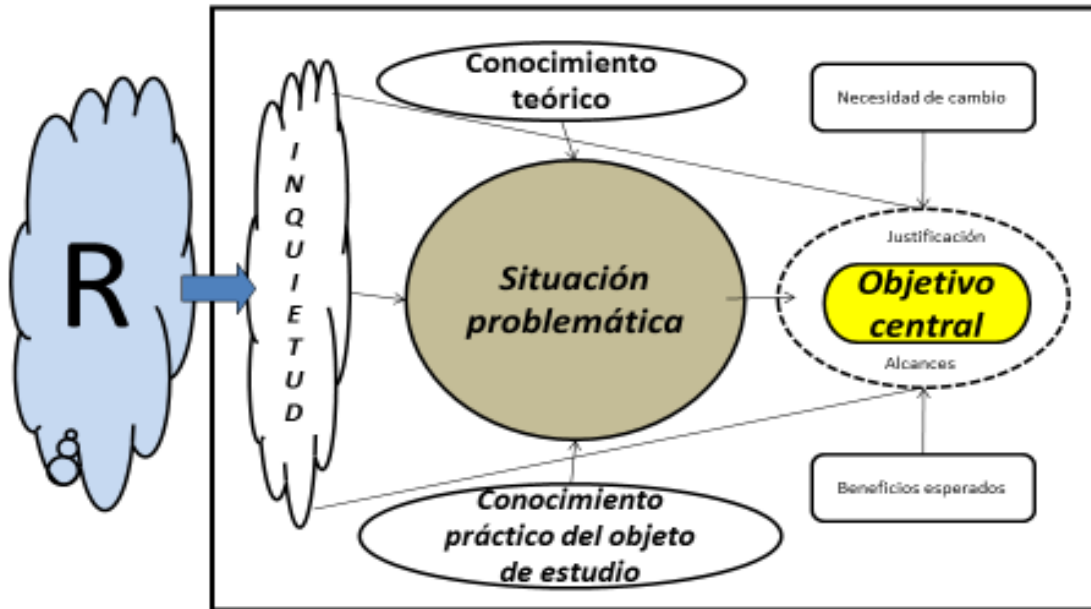 R
INQUIETUD
Conocimiento
teórico
Situación
problemática
Conocimiento
práctico del objeto
de estudio
Necesidad de cambio
Justificación
Objetivo
central
Alcances
Beneficios esperados